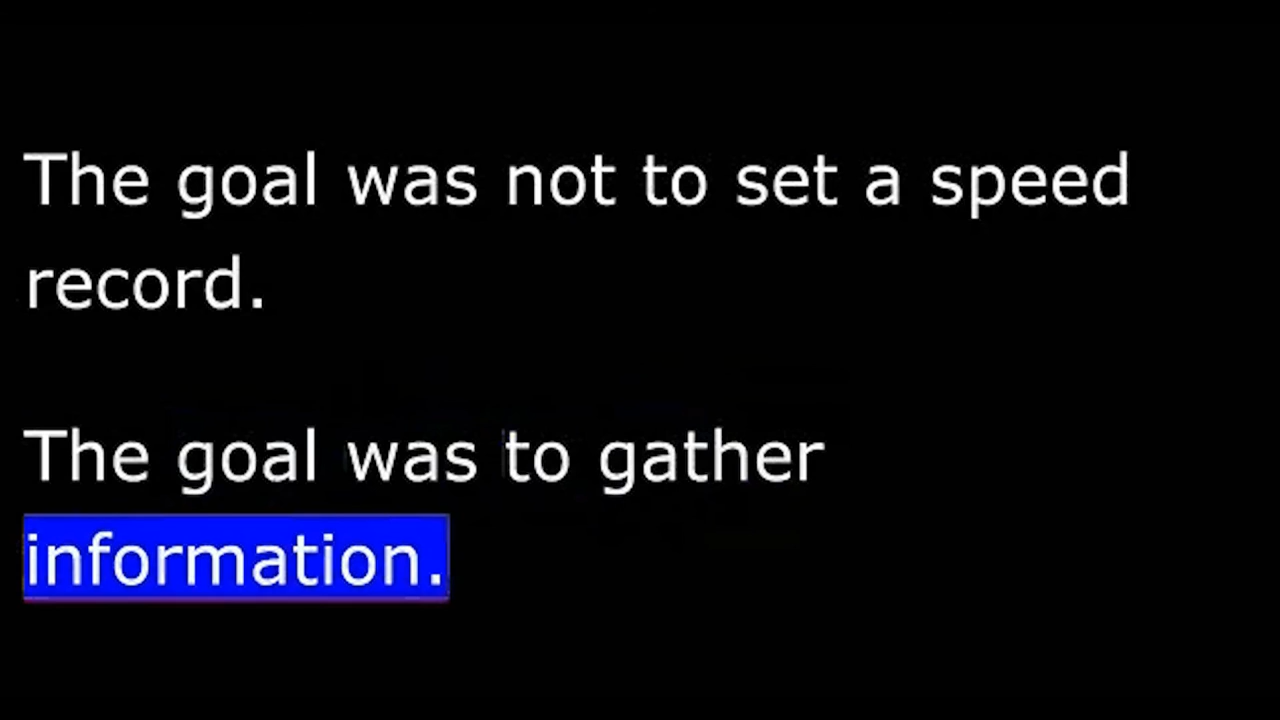 The goal was not to set a speed
record.
The goal was to gather
information.